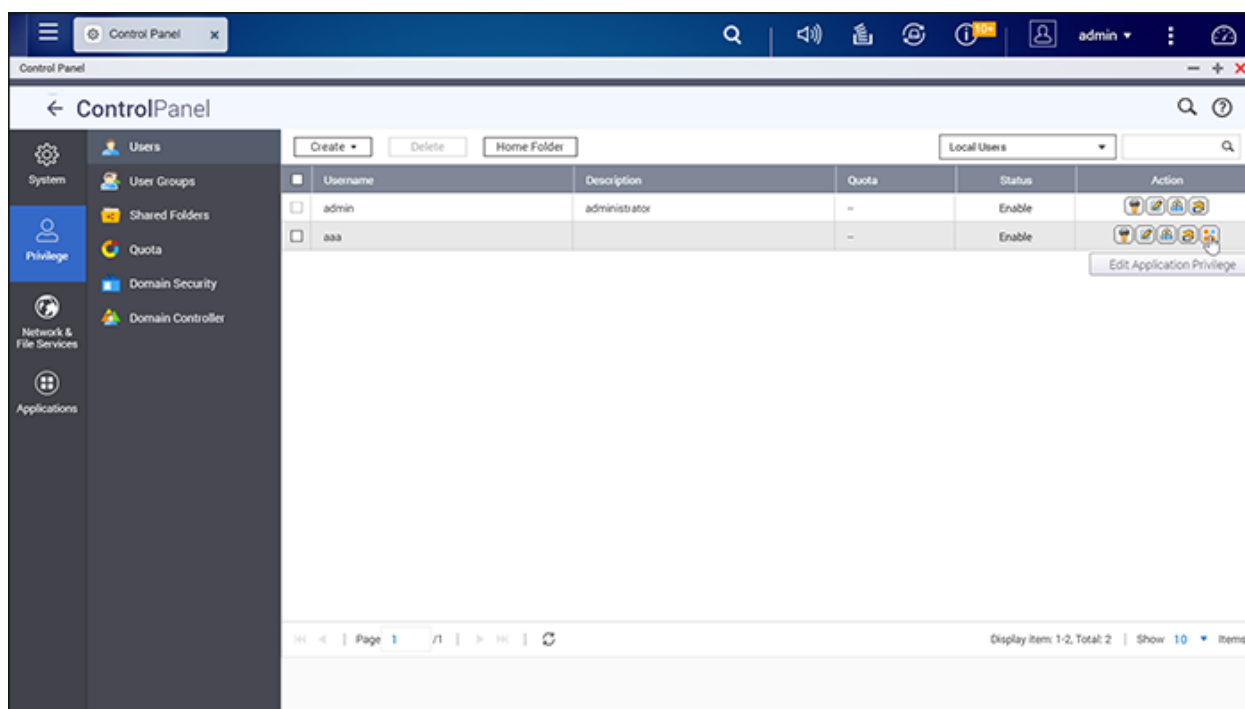 Control Panel x 10+ admin
Control Panel
ControlPanel
System
Privilege
Network &
File Services
Applications
Users
User Groups
Shared Folders
Quota
Domain Security
Domain Controller
Create Delete Home Folder Local Users
Username Description Quota Status Action
admin administrator -- Enable
aaa -- Enable
Edit Application Privilege
Page 1 /1 | Display item: 1-2, Total: 2 | Show 10 Items